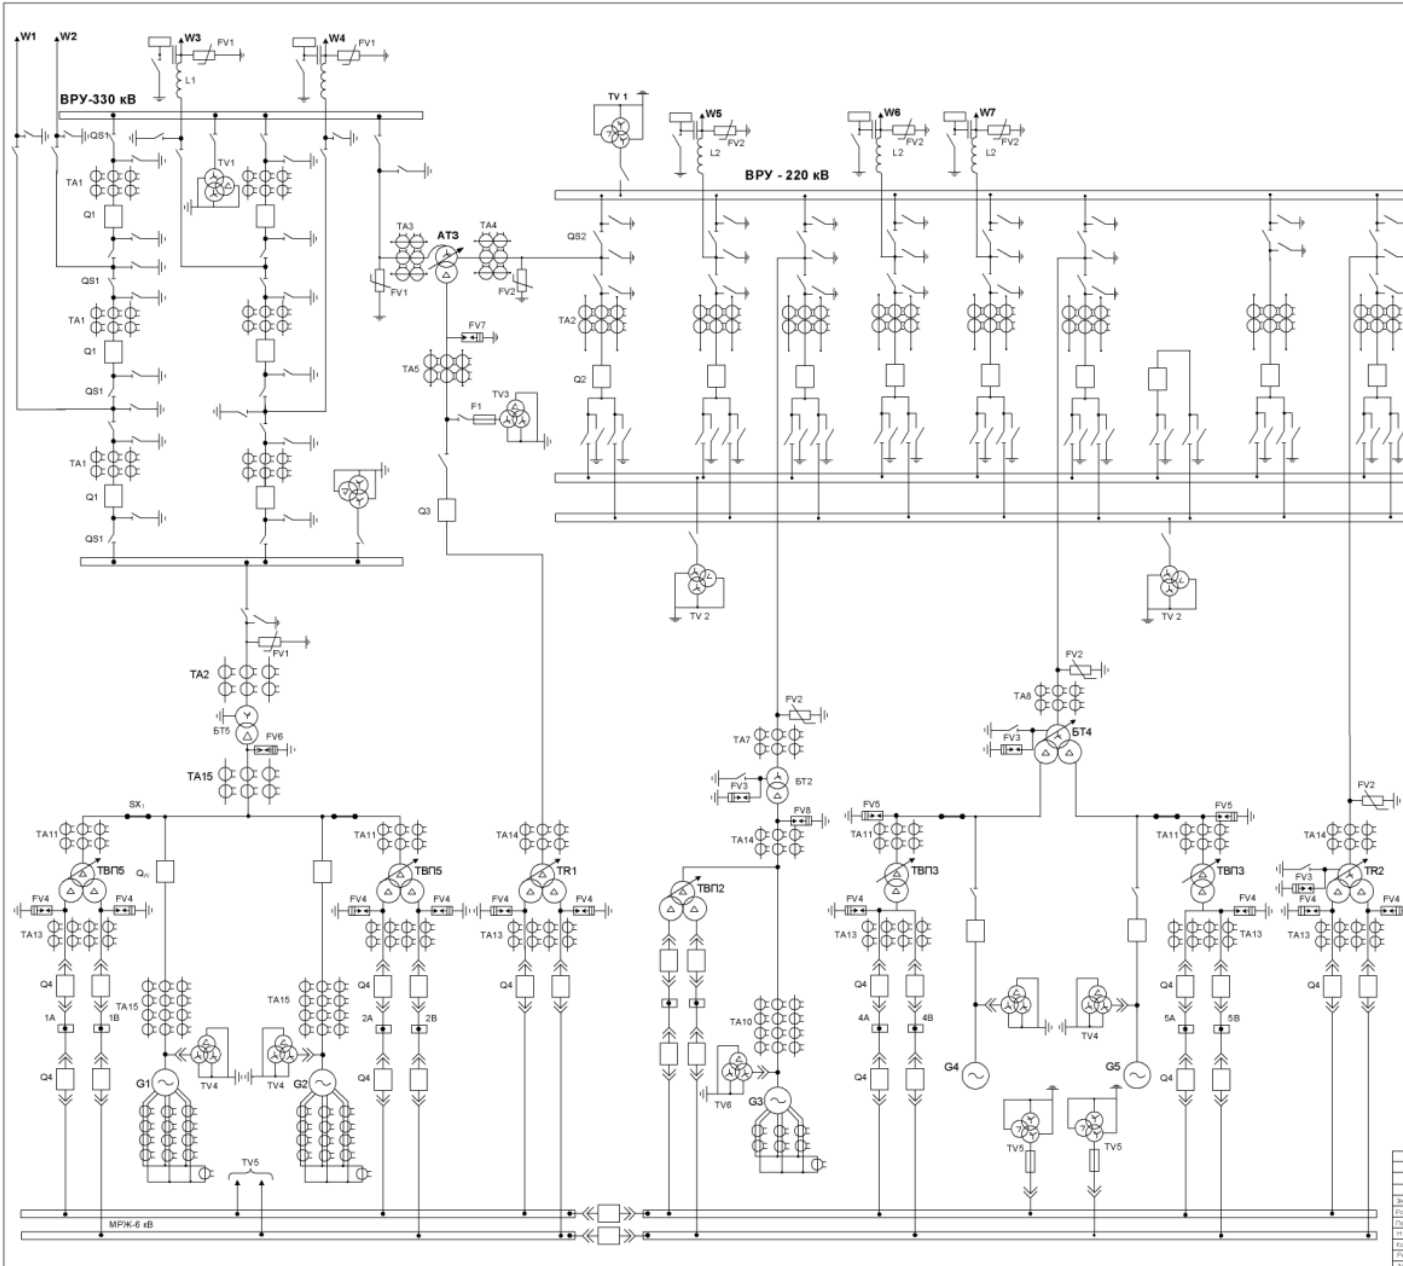 W1 W2 W3 FV1 W4 FV1
L1
ВРУ-330 кВ
TV 1
W5 FV2 W6 FV2 W7 FV2
L2 L2 L2
ВРУ - 220 кВ
QS1
TV1
TA1
Q1
TA3 АТ3 TA4
QS2
QS1
FV1 FV2
TA1
TA2
FV7
Q1
TA5
QS1
TV3
F1
Q2
TA1
Q1
Q3
QS1
TV 2 TV 2
FV1
FV2
TA2
TA8
БТ5
FV6
FV2
TA7
FV3 БТ4
TA15
FV3 БТ2
FV2
SX1
FV8
FV5 FV5
TA11 TA11 TA14 TA14 TA11 TA11 TA14
ТВП5 ТВП5 TR1 ТВП3 ТВП3 TR2
ТВП2
FV3
FV4 FV4 FV4 FV4 FV4 FV4 FV4 FV4 FV4 FV4
TA13 TA13 TA13 TA13 TA13 TA13
Q4 Q4 Q4 Q4 Q4 Q4
TA15 TA15
1A 1B 2A 2B TA10 4A 4B TV4 5A 5B
Q4 TV4 TV4 Q4 Q4 Q4
G1 G2 G3 G4 G5
TV6
TV5 TV5 TV5
МРЖ-6 кВ